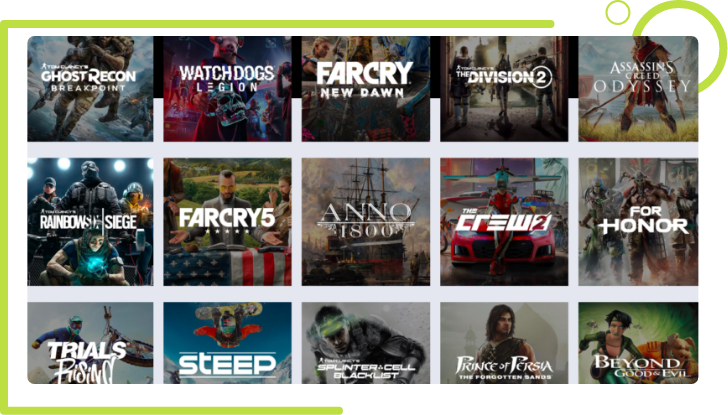 TOM CLANCY'S
GHOST RECON
BREAKPOINT
WATCH DOGS
LEGION
FARCRY
NEW DAWN
TOM CLANCY'S
THE DIVISION 2
ASSASSIN'S
CREED
ODYSSEY
TOM CLANCY'S
RAINBOW SIX SIEGE
FARCRY 5
ANNO
1800
THE
CREW 2
FOR
HONOR
TRIALS
RISING
STEEP
TOM CLANCY'S
SPLINTER CELL
BLACKLIST
PRINCE OF PERSIA
THE FORGOTTEN SANDS
BEYOND
GOOD & EVIL